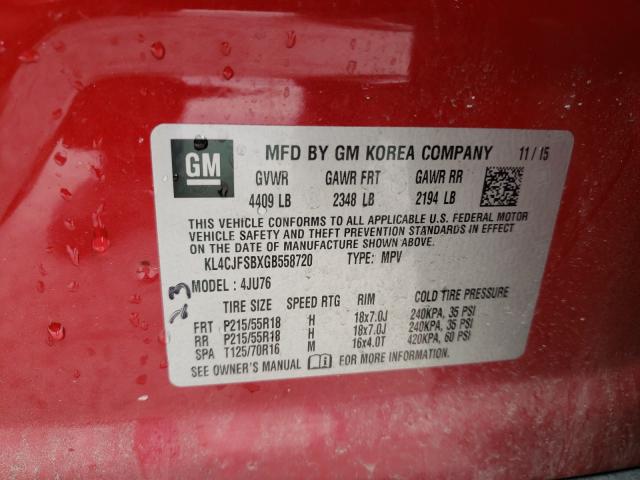 GM MFD BY GM KOREA COMPANY 11/15
GVWR GAWR FRT GAWR RR
4409 LB 2348 LB 2194 LB
THIS VEHICLE CONFORMS TO ALL APPLICABLE U.S. FEDERAL MOTOR
VEHICLE SAFETY AND THEFT PREVENTION STANDARDS IN EFFECT
ON THE DATE OF MANUFACTURE SHOWN ABOVE.
KL4CJFSBXGB558720 TYPE: MPV
MODEL: 4JU76
TIRE SIZE SPEED RTG RIM COLD TIRE PRESSURE
FRT P215/55R18 H 18x7.0J 240KPA, 35 PSI
RR P215/55R18 H 18x7.0J 240KPA, 35 PSI
SPA T125/70R16 M 16x4.0T 420KPA, 60 PSI
SEE OWNER'S MANUAL FOR MORE INFORMATION.